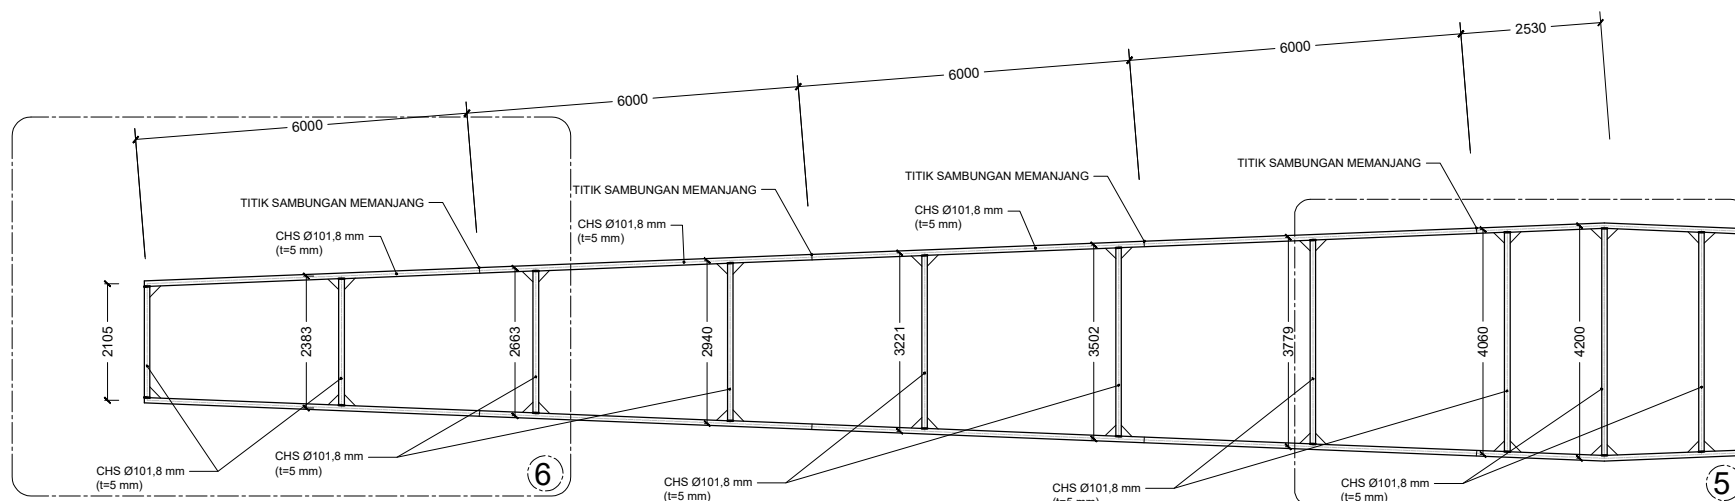 2530
6000
6000
6000
6000
TITIK SAMBUNGAN MEMANJANG
TITIK SAMBUNGAN MEMANJANG
TITIK SAMBUNGAN MEMANJANG
TITIK SAMBUNGAN MEMANJANG
CHS Ø101,8 mm
(t=5 mm)
CHS Ø101,8 mm
(t=5 mm)
CHS Ø101,8 mm
(t=5 mm)
2105
2383
2663
2940
3221
3502
3779
4060
4200
CHS Ø101,8 mm
(t=5 mm)
CHS Ø101,8 mm
(t=5 mm)
CHS Ø101,8 mm
(t=5 mm)
CHS Ø101,8 mm
(t=5 mm)
CHS Ø101,8 mm
(t=5 mm)
6
5